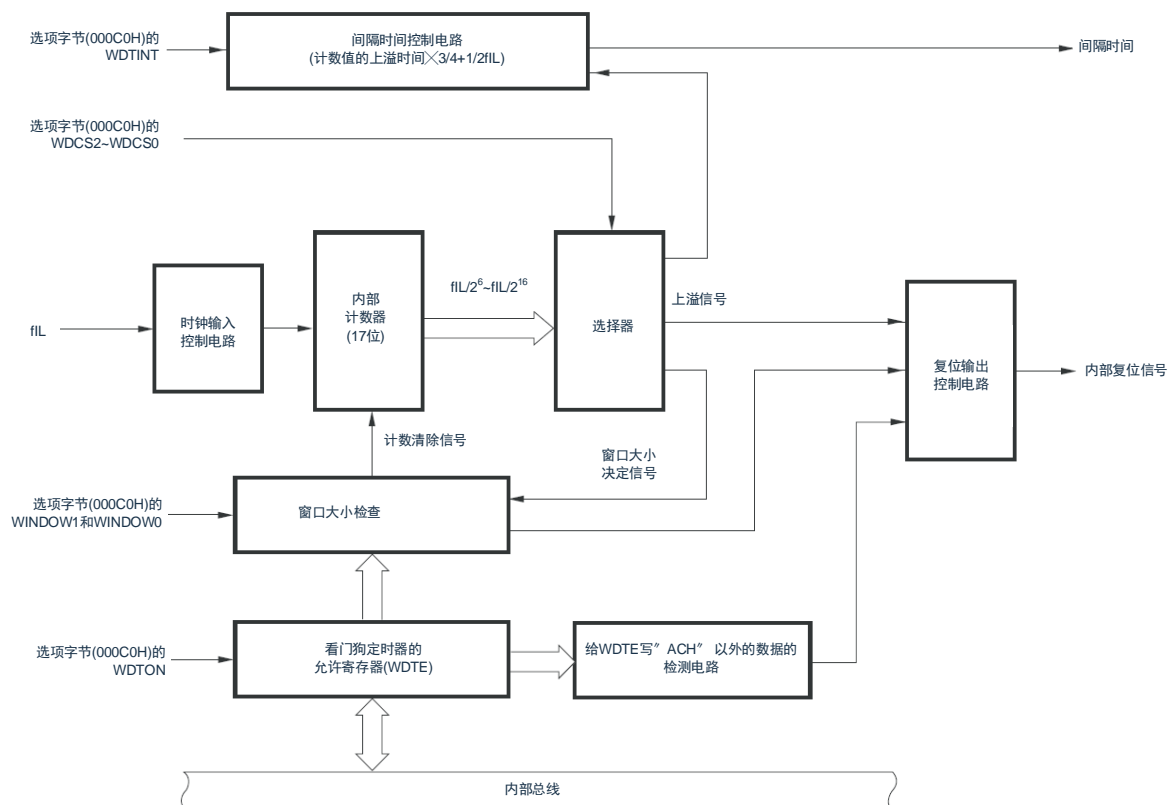 选项字节(000C0H)的
WDTINT
间隔时间控制电路
(计数值的上溢时间╳3/4+1/2fIL)
间隔时间
选项字节(000C0H)的
WDCS2~WDCS0
fIL
时钟输入
控制电路
内部
计数器
(17位)
fIL/2⁶~fIL/2¹⁶
选择器
上溢信号
复位输出
控制电路
内部复位信号
计数清除信号
窗口大小
决定信号
选项字节(000C0H)的
WINDOW1和WINDOW0
窗口大小检查
选项字节(000C0H)的
WDTON
看门狗定时器的
允许寄存器(WDTE)
给WDTE写″ACH″ 以外的数据的
检测电路
内部总线